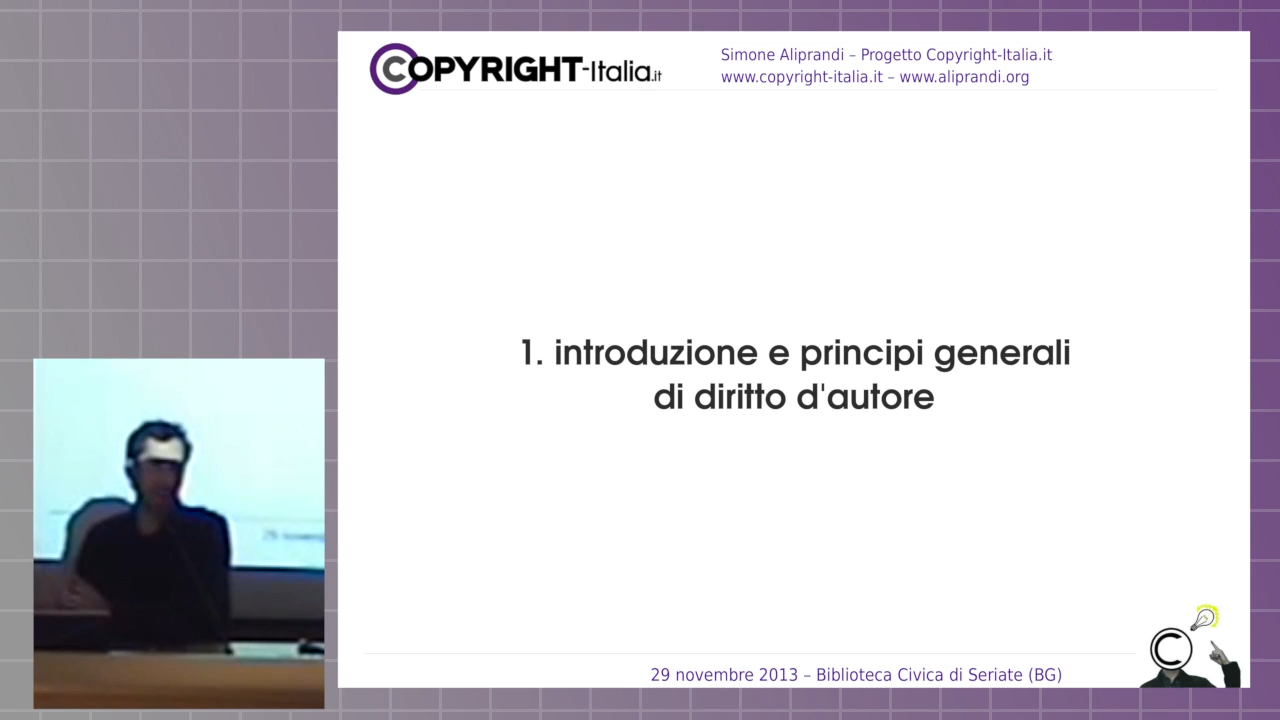 COPYRIGHT-Italia.it
Simone Aliprandi – Progetto Copyright-Italia.it
www.copyright-italia.it – www.aliprandi.org
1. introduzione e principi generali
di diritto d'autore
29 novembre 2013 – Biblioteca Civica di Seriate (BG)
C